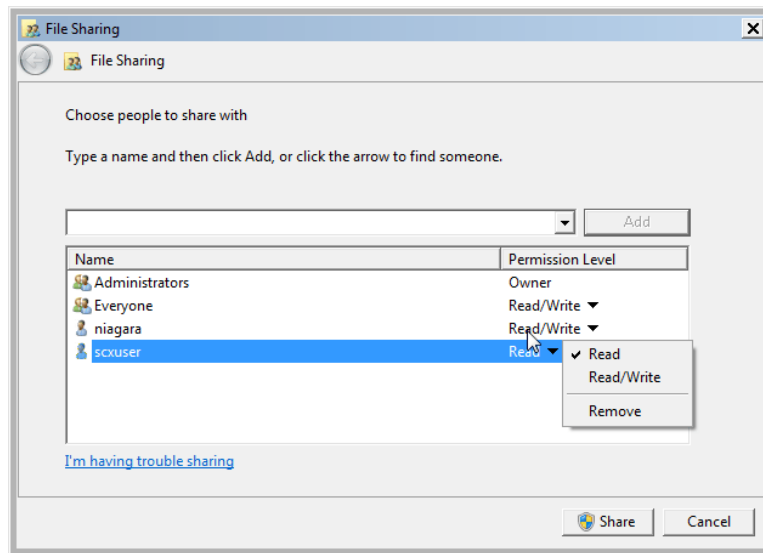 File Sharing
File Sharing
Choose people to share with
Type a name and then click Add, or click the arrow to find someone.
Add
Name Permission Level
Administrators Owner
Everyone Read/Write
niagara Read/Write
scxuser Read
Read
Read/Write
Remove
I'm having trouble sharing
Share Cancel